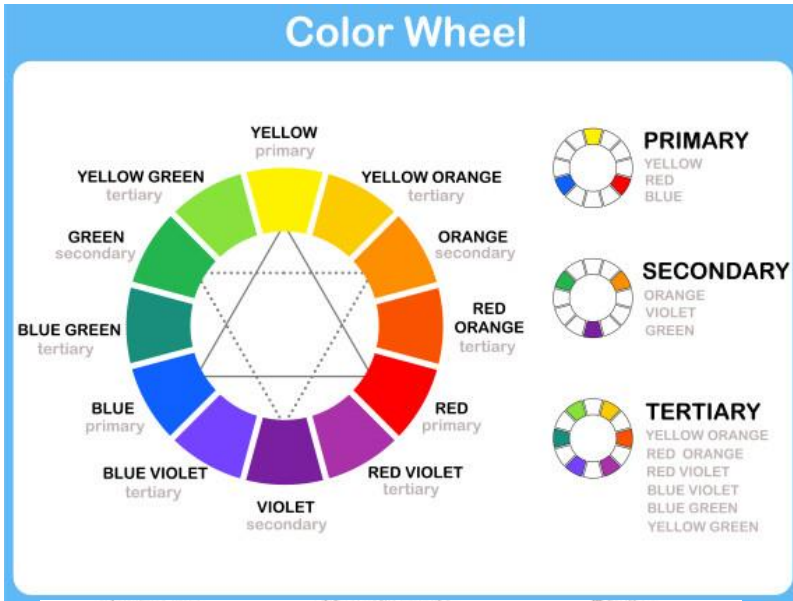 Color Wheel
YELLOW
primary
YELLOW GREEN
tertiary
YELLOW ORANGE
tertiary
GREEN
secondary
ORANGE
secondary
BLUE GREEN
tertiary
RED
ORANGE
tertiary
BLUE
primary
RED
primary
BLUE VIOLET
tertiary
RED VIOLET
tertiary
VIOLET
secondary
PRIMARY
YELLOW
RED
BLUE
SECONDARY
ORANGE
VIOLET
GREEN
TERTIARY
YELLOW ORANGE
RED ORANGE
RED VIOLET
BLUE VIOLET
BLUE GREEN
YELLOW GREEN